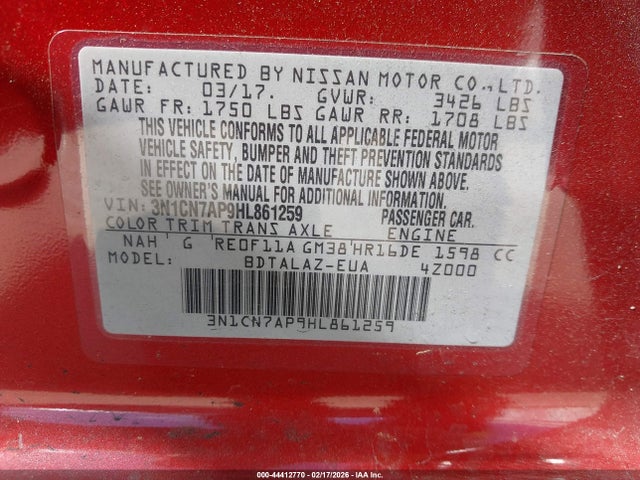 MANUFACTURED BY NISSAN MOTOR CO., LTD.
DATE: 03/17. GVWR: 3426 LBS
GAWR FR: 1750 LBS GAWR RR: 1708 LBS
THIS VEHICLE CONFORMS TO ALL APPLICABLE FEDERAL MOTOR
VEHICLE SAFETY, BUMPER AND THEFT PREVENTION STANDARDS
IN EFFECT ON THE DATE OF MANUFACTURE SHOWN ABOVE.
SEE OWNER'S MANUAL FOR ADDITIONAL INFORMATION.
VIN: 3N1CN7AP9HL861259 PASSENGER CAR.
COLOR TRIM TRANS AXLE ENGINE
NAH G RE0F11A GM38 HR16DE 1598 CC
MODEL: BDTALAZ-EUA 4Z000
3N1CN7AP9HL861259
000-44412770 - 02/17/2026 - IAA Inc.